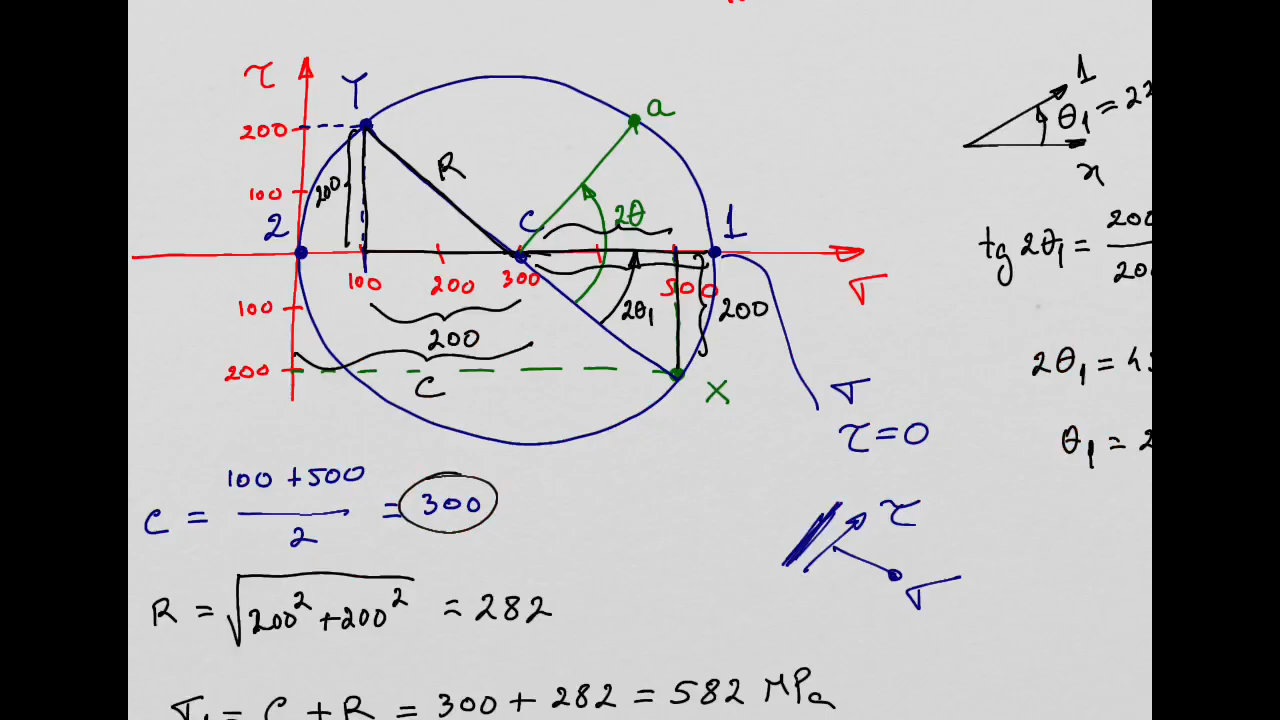 τ
Y
a
1
200
R
θ₁ = 2
100
200
2
C
2θ
1
x
tg 2θ₁ = 200
20
100
200
300
500
σ
100
2θ₁
200
200
200
C
X
σ
2θ₁ = 4
τ = 0
θ₁ = 2
C = (100 + 500) / 2 = 300
τ
σ
R = √(200² + 200²) = 282
σ₁ = C + R = 300 + 282 = 582 MPa